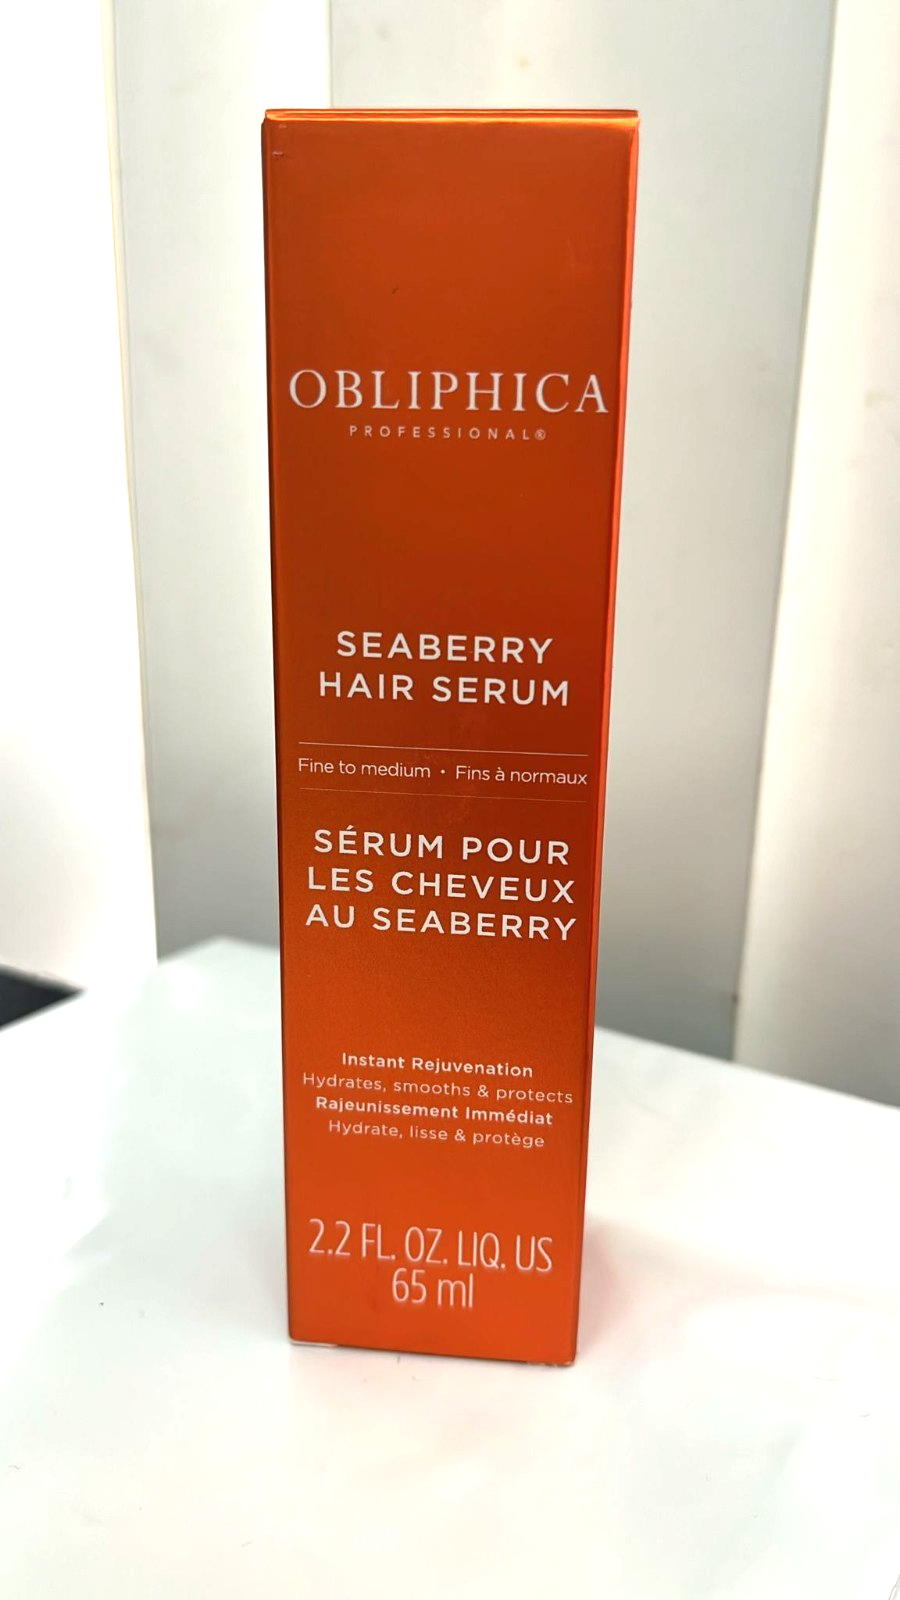 OBLIPHICA
PROFESSIONAL®
SEABERRY
HAIR SERUM
Fine to medium • Fins à normaux
SÉRUM POUR
LES CHEVEUX
AU SEABERRY
Instant Rejuvenation
Hydrates, smooths & protects
Rajeunissement Immédiat
Hydrate, lisse & protège
2.2 FL. OZ. LIQ. US
65 ml